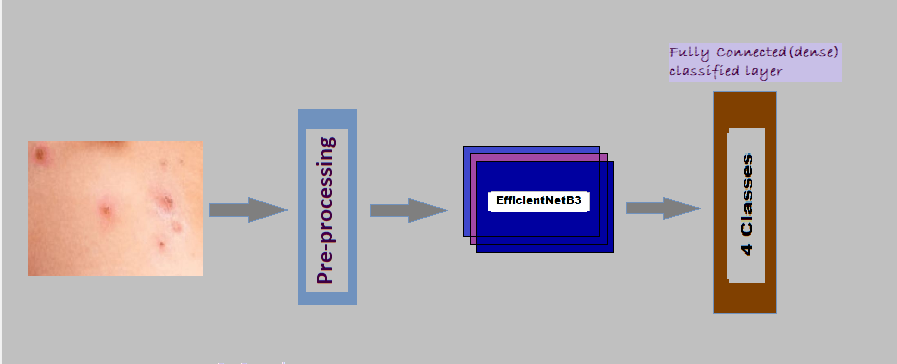 Fully Connected(dense)
classified layer
Pre-processing
EfficientNetB3
4 Classes